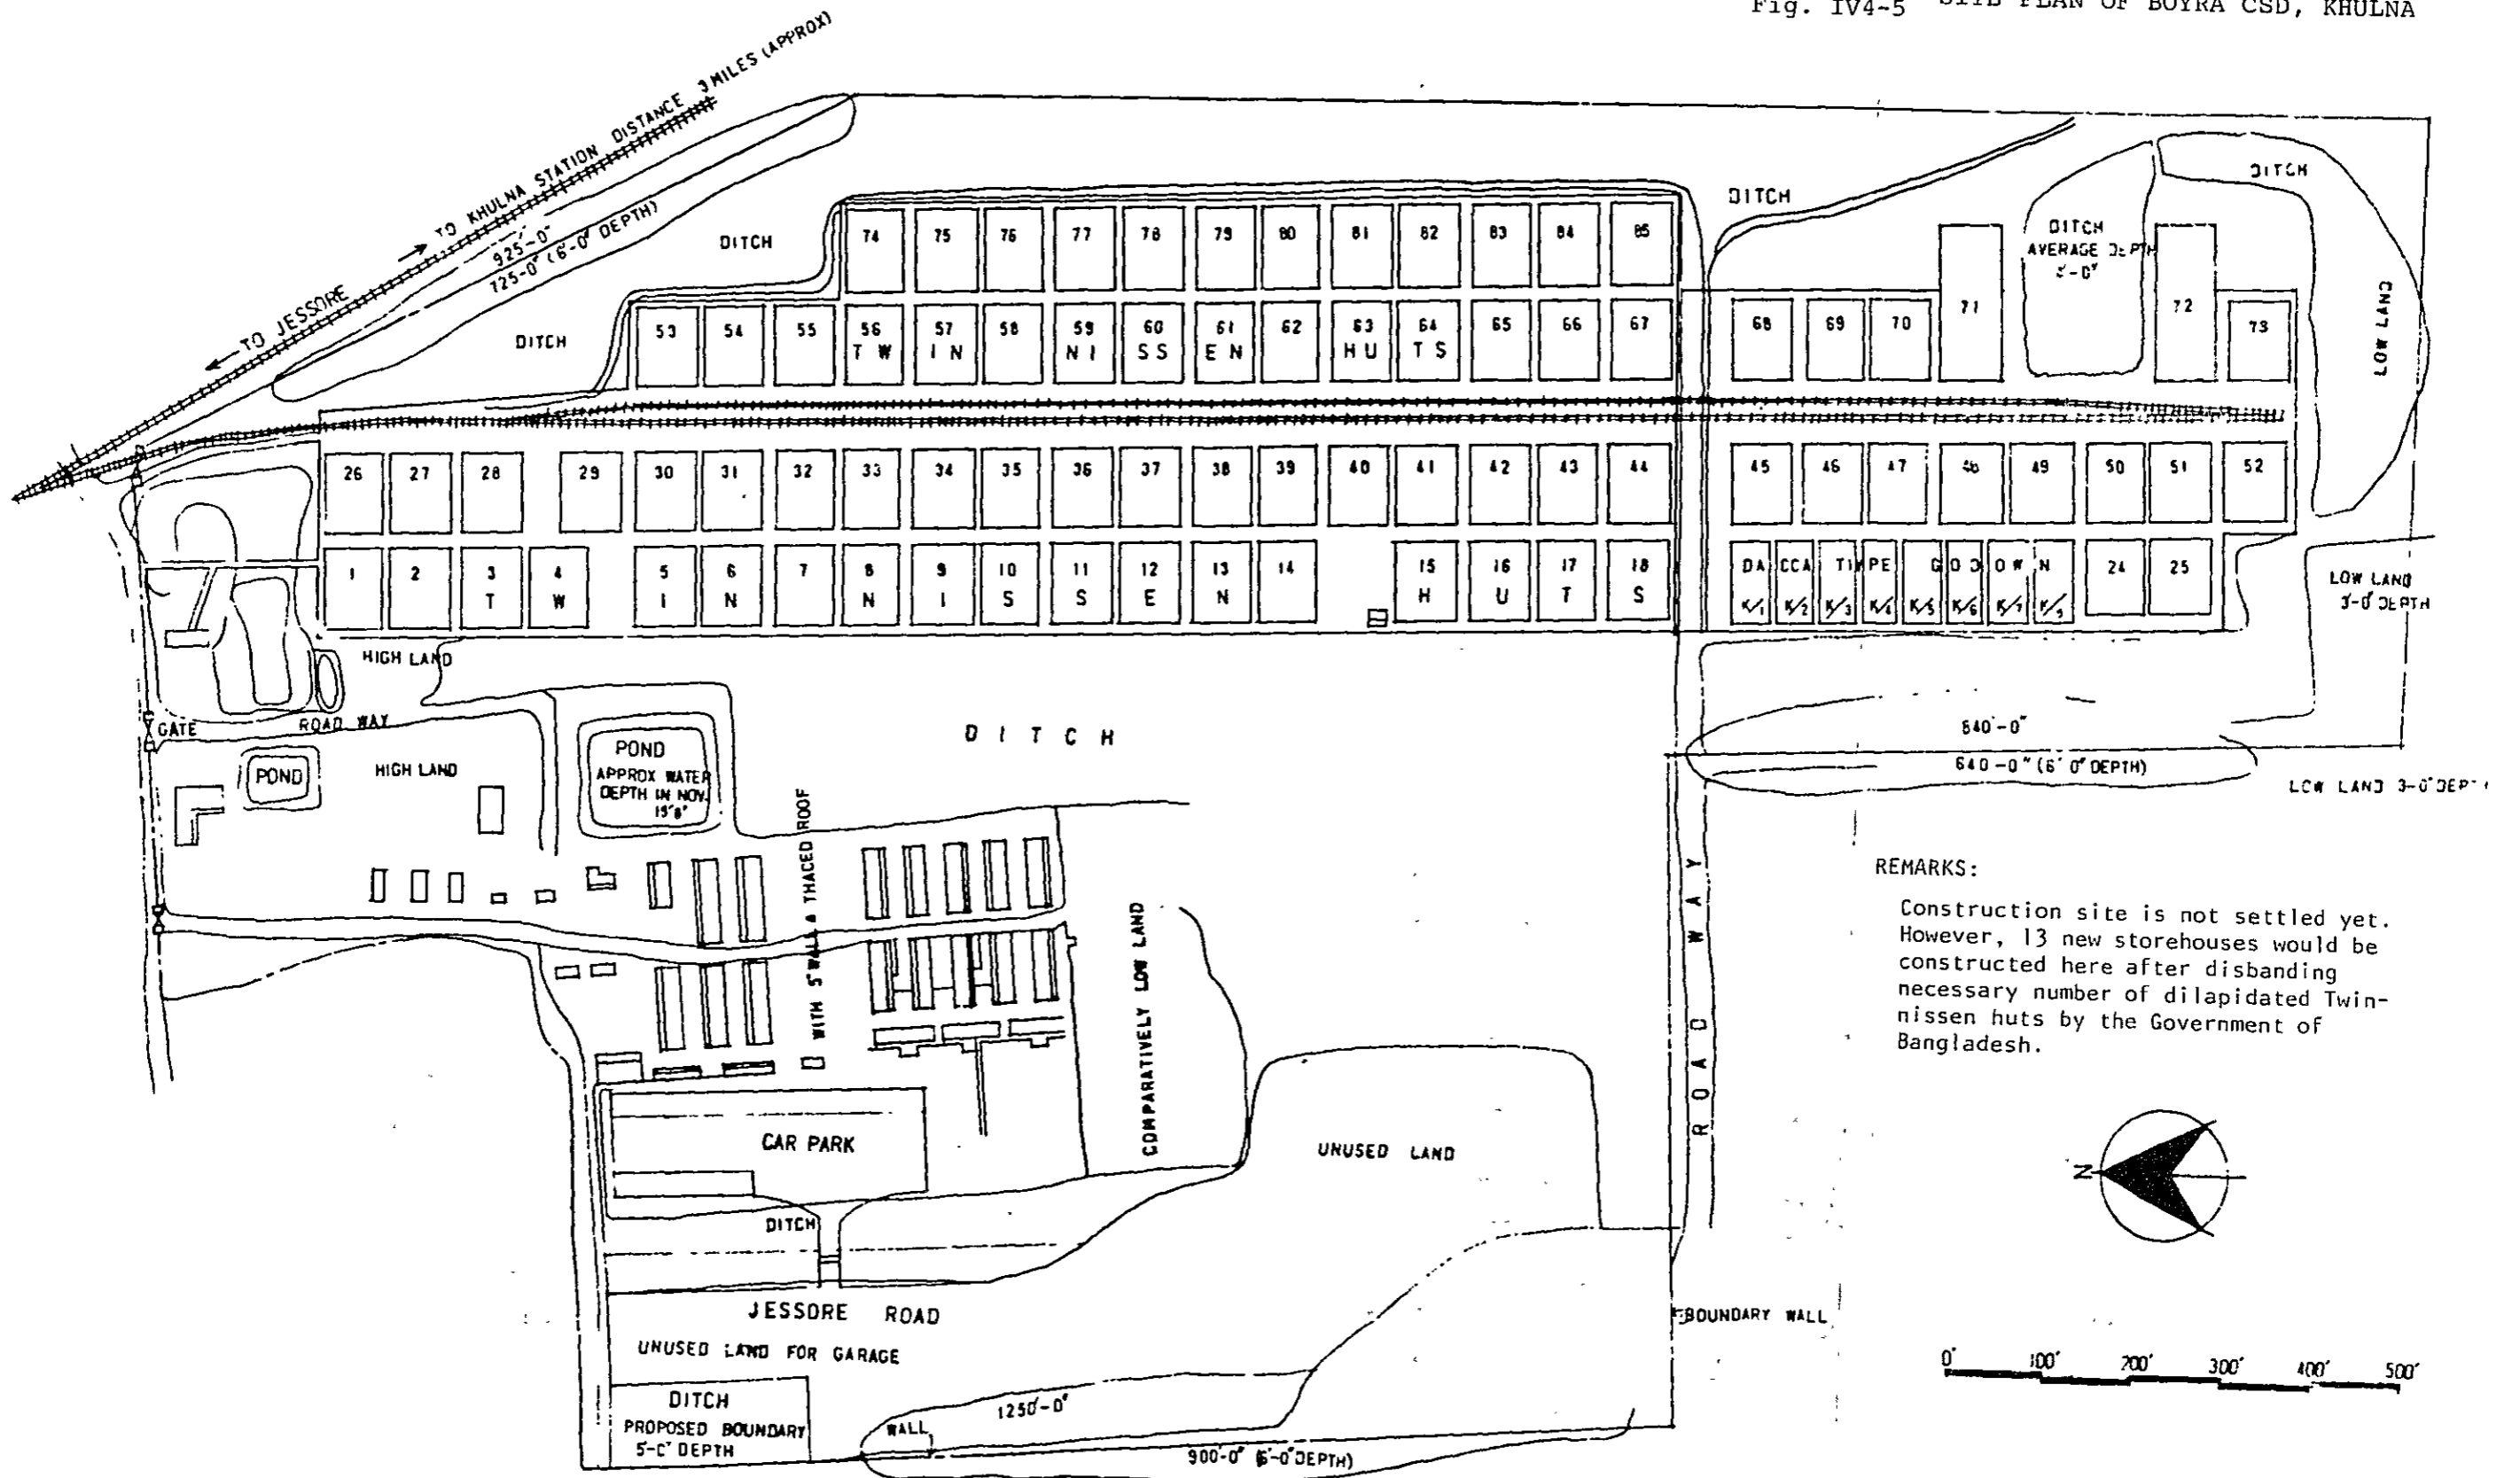 Fig. IV4-5 SITE PLAN OF BOYRA CSD, KHULNA
TO KHULNA STATION DISTANCE 3 MILES (APPROX)
TO JESSORE
925'-0"
725'-0" (6'-0" DEPTH)
DITCH
DITCH
DITCH
DITCH
DITCH
AVERAGE DEPTH
LOW LAND
74 75 76 77 78 79 80 81 82 83 84 85
53 54 55 56 57 58 59 60 61 62 63 64 65 66 67 68 69 70 71 72 73
T W I N N I SS E N H U T S
26 27 28 29 30 31 32 33 34 35 36 37 38 39 40 41 42 43 44 45 46 47 48 49 50 51 52
1 2 3 4 5 6 7 8 9 10 11 12 13 14 15 16 17 18 DA CCA TYPE GODOWN 24 25
T W I N N I S S E N H U T S K/1 K/2 K/3 K/4 K/5 K/6 K/7
LOW LAND
3'-0" DEPTH
HIGH LAND
GATE
ROAD WAY
POND
HIGH LAND
POND
APPROX WATER
DEPTH IN NOV.
D I T C H
640'-0"
640-0" (6' 0" DEPTH)
LOW LAND 3-0" DEPT
WITH 5" WALL & THACED ROOF
COMPARATIVELY LOW LAND
ROAD WAY
REMARKS:
Construction site is not settled yet.
However, 13 new storehouses would be
constructed here after disbanding
necessary number of dilapidated Twin-
nissen huts by the Government of
Bangladesh.
N
CAR PARK
UNUSED LAND
DITCH
JESSORE ROAD
UNUSED LAND FOR GARAGE
BOUNDARY WALL
0' 100' 200' 300' 400' 500'
DITCH
PROPOSED BOUNDARY
5'-0" DEPTH
WALL
1250'-0"
900'-0" (6'-0" DEPTH)